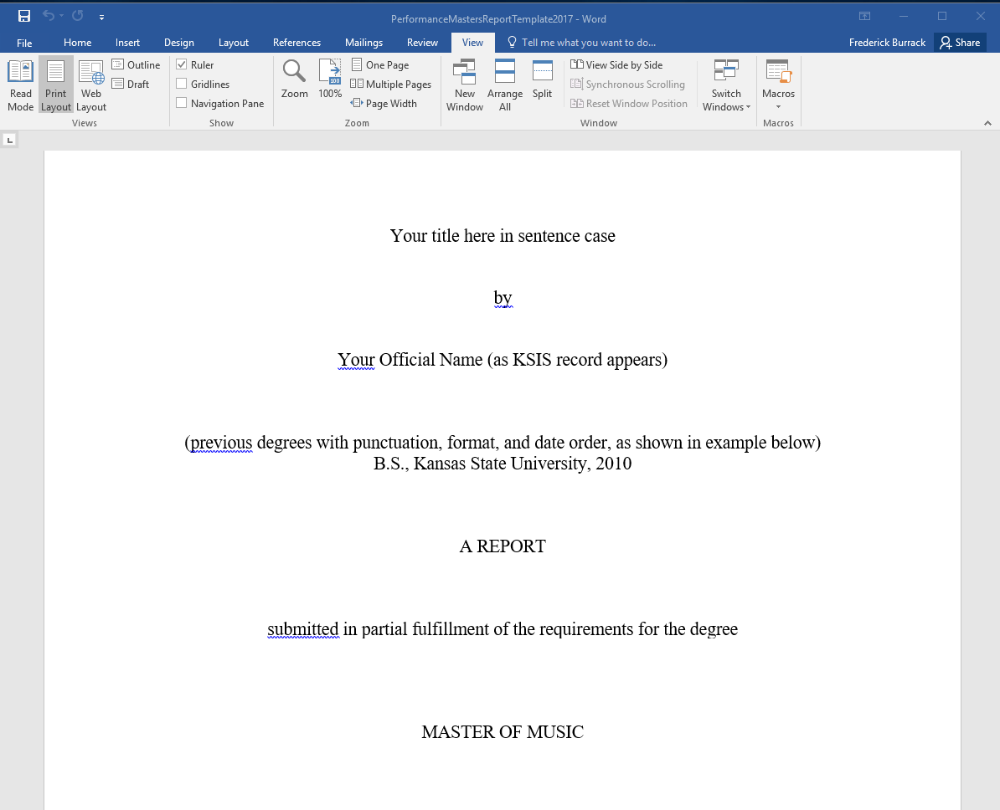 PerformanceMastersReportTemplate2017 - Word
File Home Insert Design Layout References Mailings Review View Tell me what you want to do... Frederick Burrack Share
Read Mode
Print Layout
Web Layout
Outline
Draft
Views
Ruler
Gridlines
Navigation Pane
Show
Zoom
100
100%
One Page
Multiple Pages
Page Width
Zoom
New Window
Arrange All
Split
View Side by Side
Synchronous Scrolling
Reset Window Position
Switch Windows
Window
Macros
Macros
L
Your title here in sentence case
by
Your Official Name (as KSIS record appears)
(previous degrees with punctuation, format, and date order, as shown in example below)
B.S., Kansas State University, 2010
A REPORT
submitted in partial fulfillment of the requirements for the degree
MASTER OF MUSIC